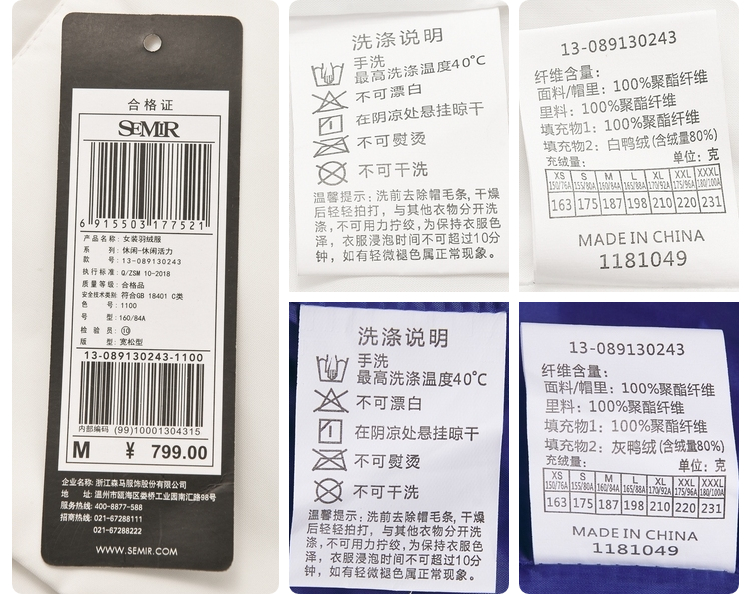 合格证
SEMIR
6 915503 177521
产品名称: 女装羽绒服
系 列: 休闲-休闲活力
款 号: 13-089130243
执行标准: Q/ZSM 10-2018
质量等级: 合格品
安全技术类别: 符合GB 18401 C类
色 号: 1100
号 型: 160/84A
检 验 员: ⑩
版 型: 宽松型
13-089130243-1100
内部编码 (99)10001304315
M ¥ 799.00
企业名称: 浙江森马服饰股份有限公司
地 址: 温州市瓯海区娄桥工业园南汇路98号
服务热线: 400-8877-588
招商热线: 021-67288111
021-67288222
WWW.SEMIR.COM
洗涤说明
手洗
最高洗涤温度40°C
不可漂白
在阴凉处悬挂晾干
不可熨烫
不可干洗
温馨提示: 洗前去除帽毛条, 干燥
后轻轻拍打, 与其他衣物分开洗
涤, 不可用力拧绞, 为保持衣服色
泽, 衣服浸泡时间不可超过10分
钟, 如有轻微褪色属正常现象。
13-089130243
纤维含量:
面料/帽里: 100%聚酯纤维
里料: 100%聚酯纤维
填充物1: 100%聚酯纤维
填充物2: 白鸭绒(含绒量80%)
充绒量: 单位: 克
XS S M L XL XXL XXXL
150/76A 155/80A 160/84A 165/88A 170/92A 175/96A 180/100A
163 175 187 198 210 220 231
MADE IN CHINA
1181049
洗涤说明
手洗
最高洗涤温度40°C
不可漂白
在阴凉处悬挂晾干
不可熨烫
不可干洗
温馨提示: 洗前去除帽毛条, 干燥
后轻轻拍打, 与其他衣物分开洗
涤, 不可用力拧绞, 为保持衣服色
泽, 衣服浸泡时间不可超过10分
钟, 如有轻微褪色属正常现象。
13-089130243
纤维含量:
面料/帽里: 100%聚酯纤维
里料: 100%聚酯纤维
填充物1: 100%聚酯纤维
填充物2: 灰鸭绒(含绒量80%)
充绒量: 单位: 克
XS S M L XL XXL XXXL
150/76A 155/80A 160/84A 165/88A 170/92A 175/96A 180/100A
163 175 187 198 210 220 231
MADE IN CHINA
1181049